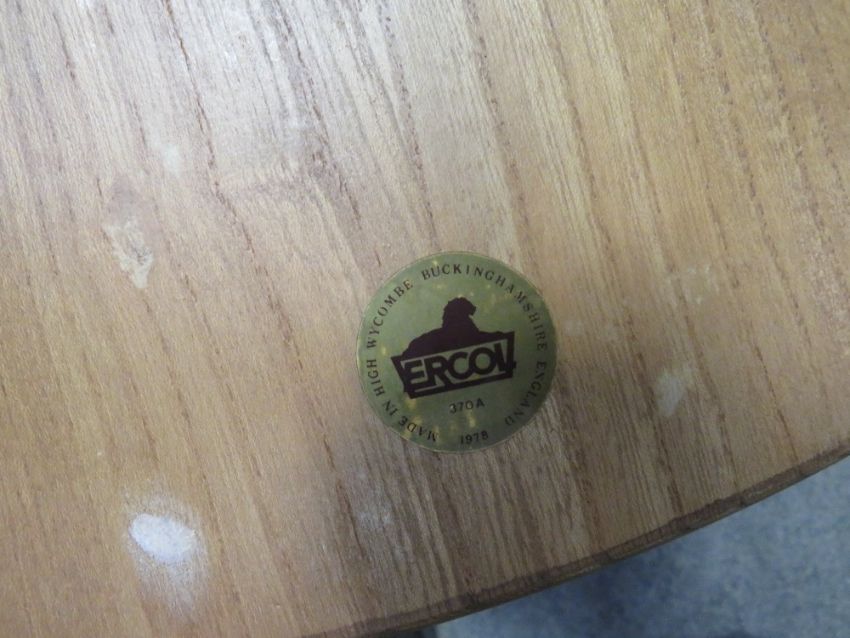 MADE IN HIGH WYCOMBE BUCKINGHAMSHIRE ENGLAND
ERCOL
370A
1978